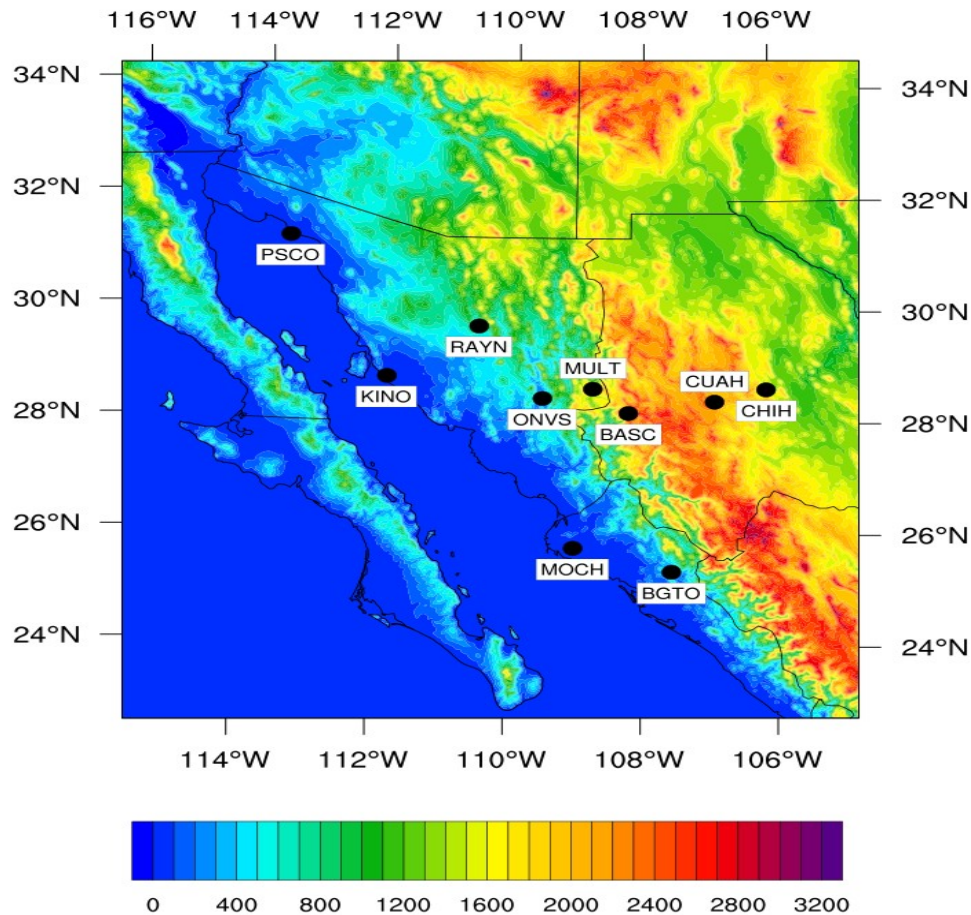 116°W 114°W 112°W 110°W 108°W 106°W
34°N 34°N
32°N 32°N
PSCO
30°N 30°N
RAYN
MULT
KINO CUAH
28°N ONVS BASC CHIH 28°N
26°N 26°N
MOCH
BGTO
24°N 24°N
114°W 112°W 110°W 108°W 106°W
0 400 800 1200 1600 2000 2400 2800 3200